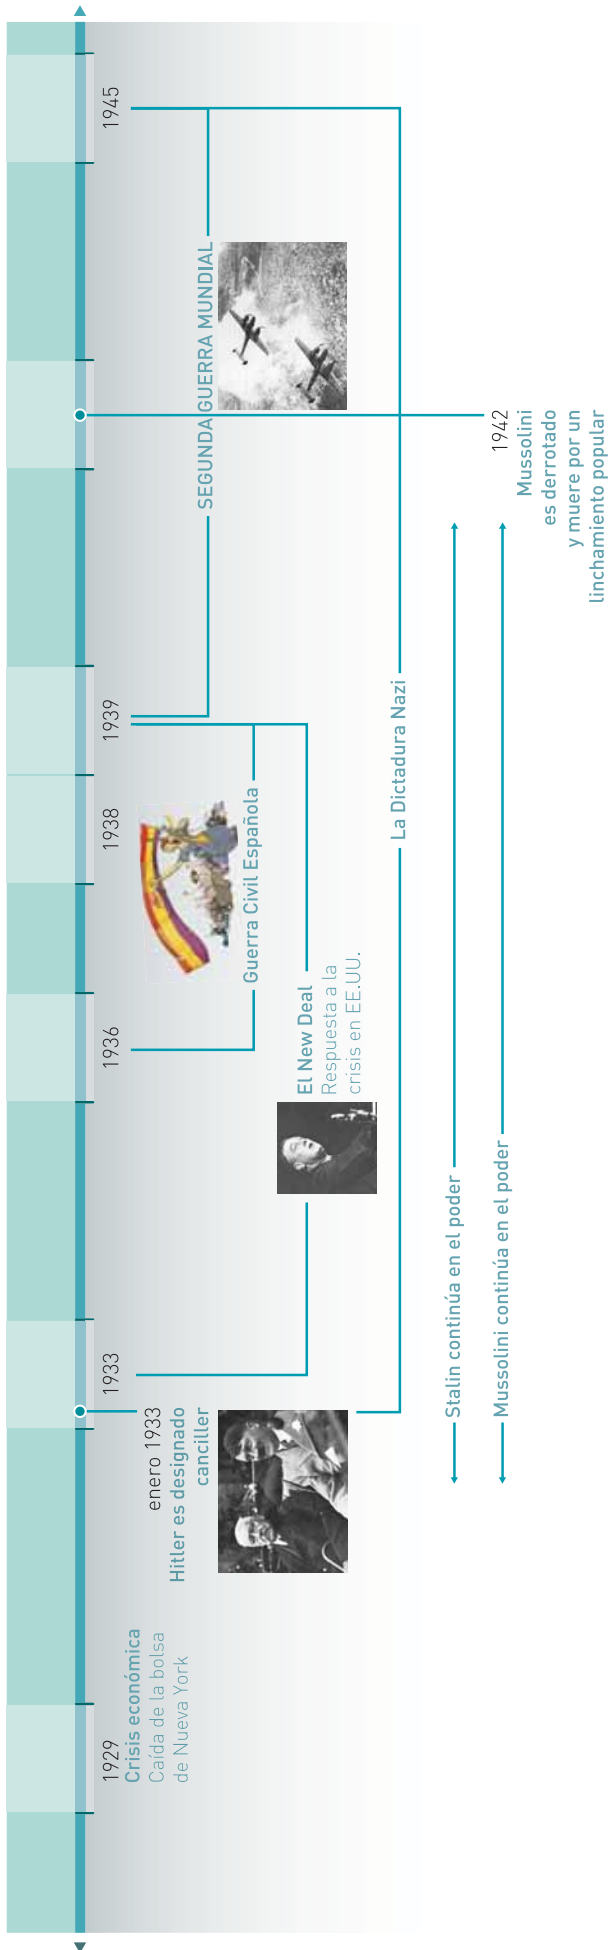 1929
Crisis económica
Caída de la bolsa
de Nueva York
enero 1933
Hitler es designado
canciller
1933
El New Deal
Respuesta a la
crisis en EE.UU.
1936
Guerra Civil Española
1938
1939
SEGUNDA GUERRA MUNDIAL
1945
La Dictadura Nazi
Stalin continúa en el poder
Mussolini continúa en el poder
1942
Mussolini
es derrotado
y muere por un
linchamiento popular